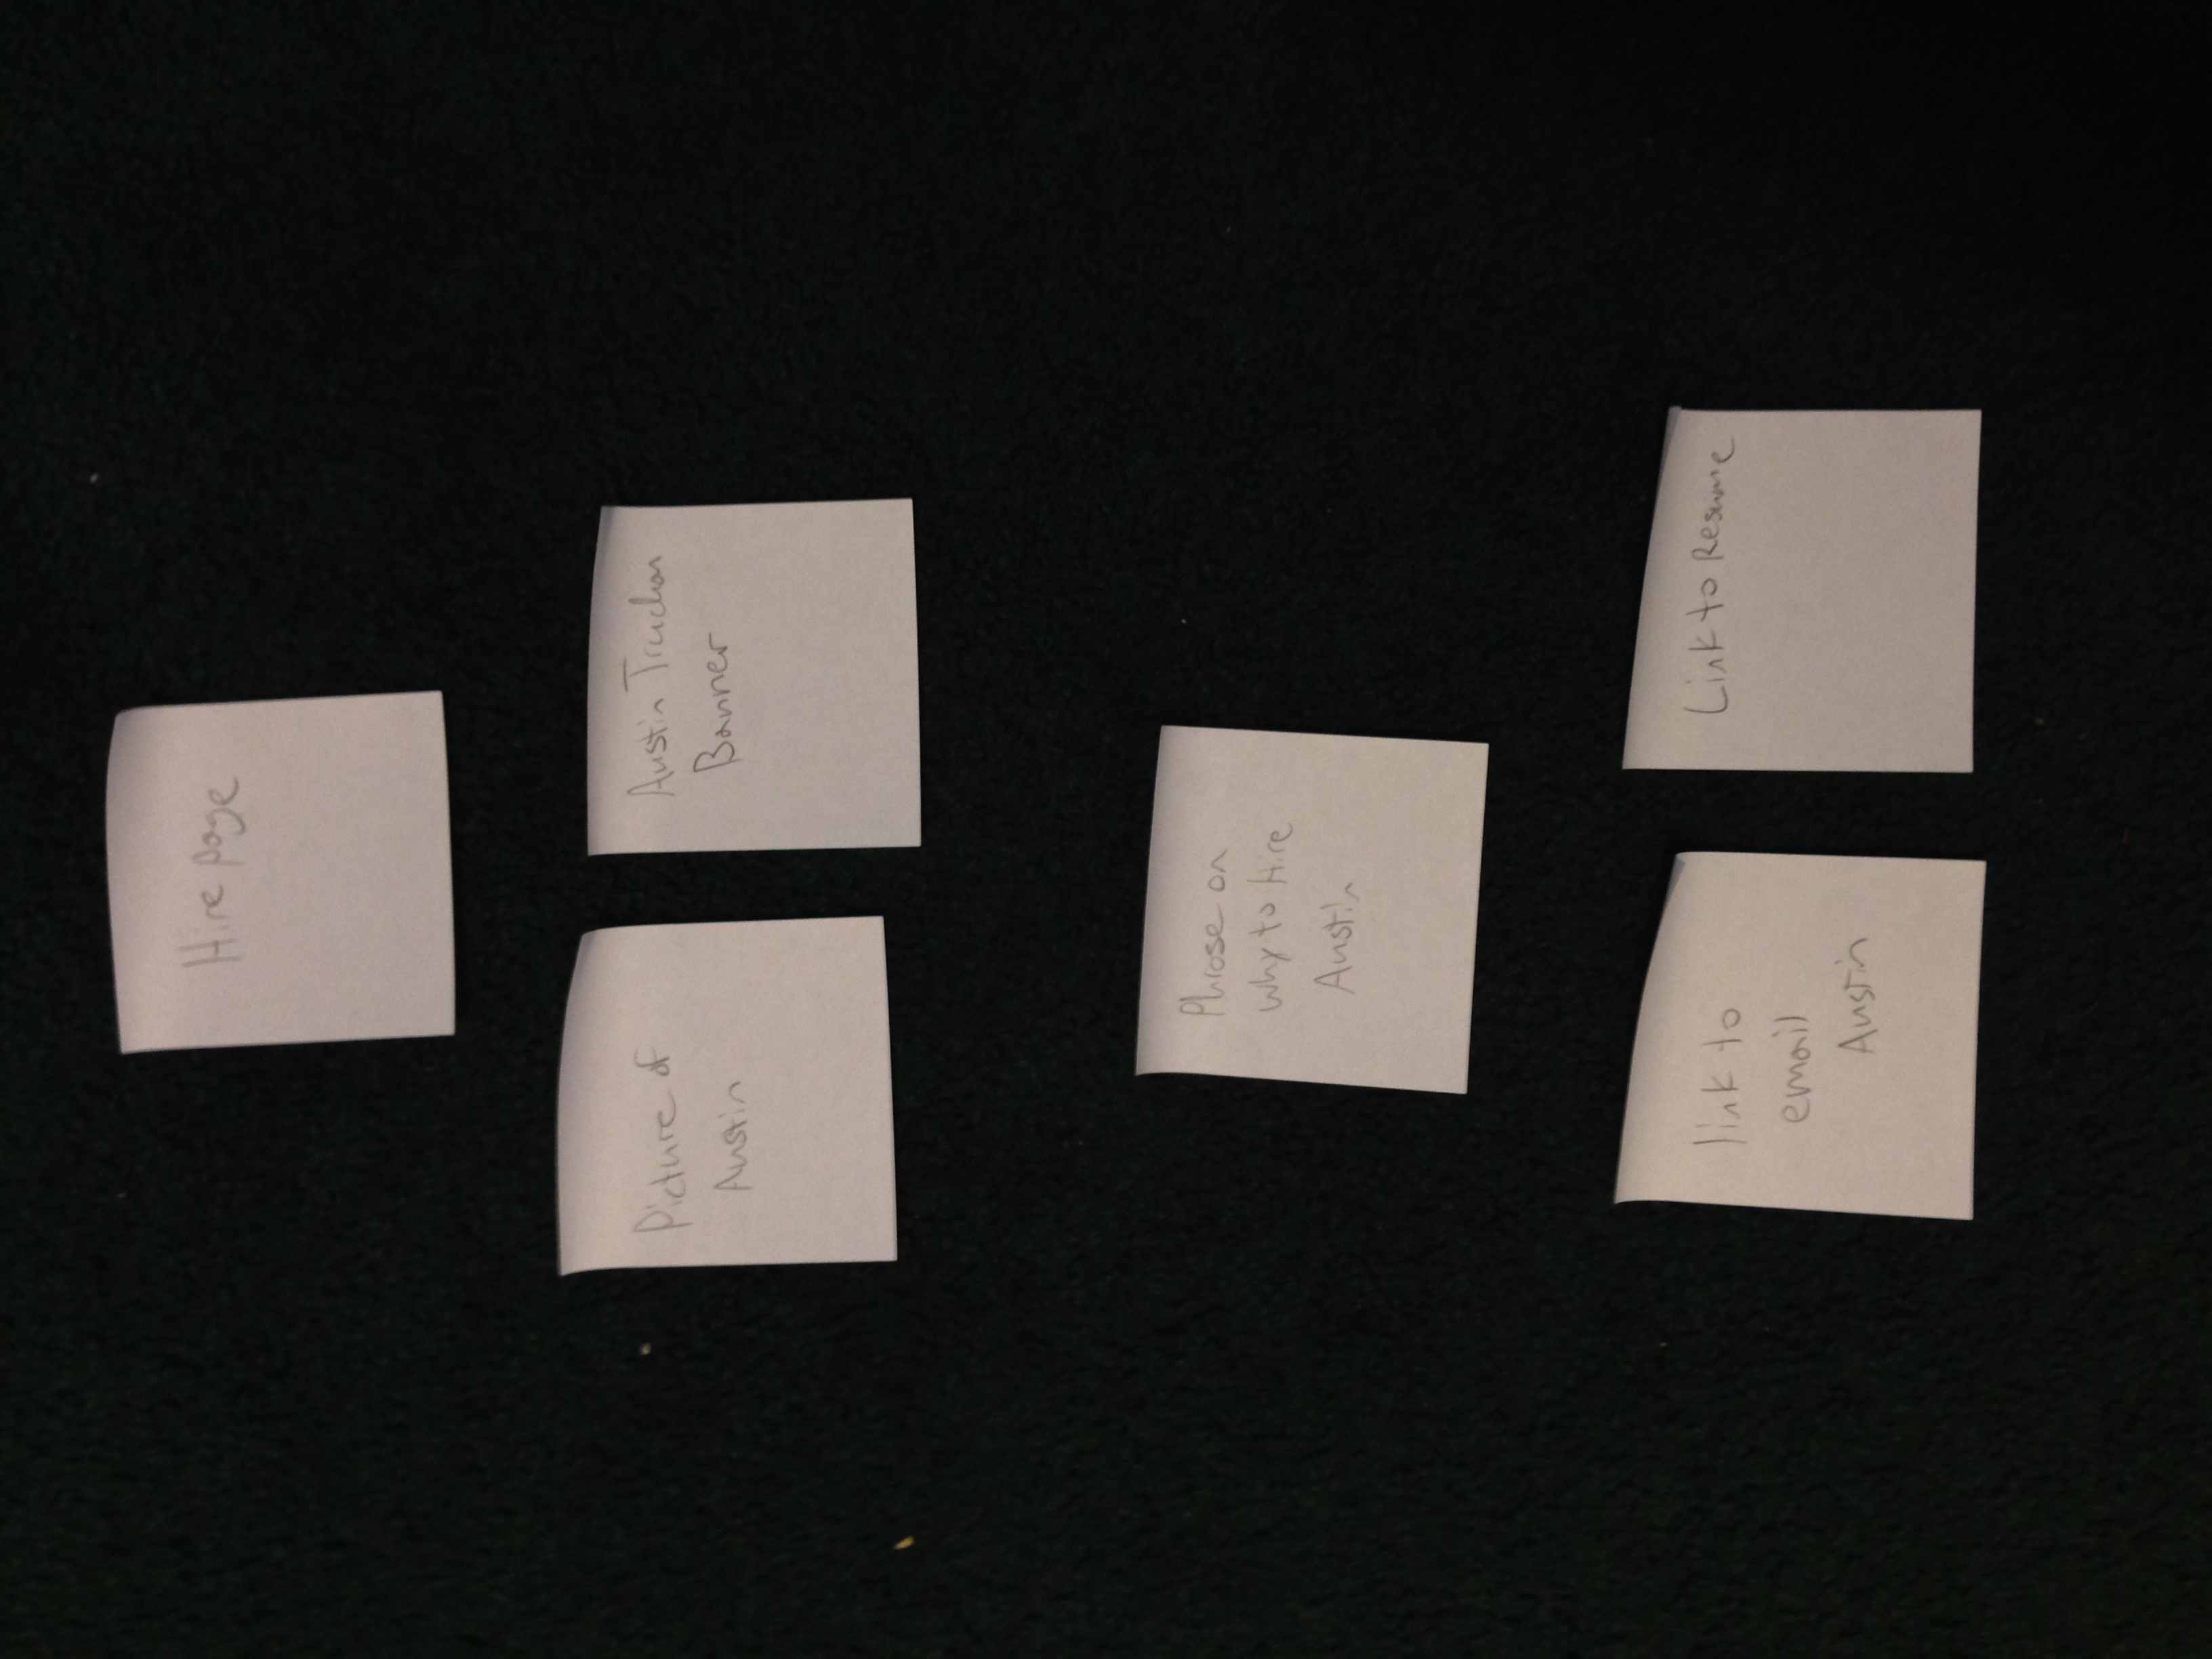 Hire page
Picture of
Austin
Austin
Banner
Phrase on
why to Hire
Austin
link to
email
Austin
Link to Resume